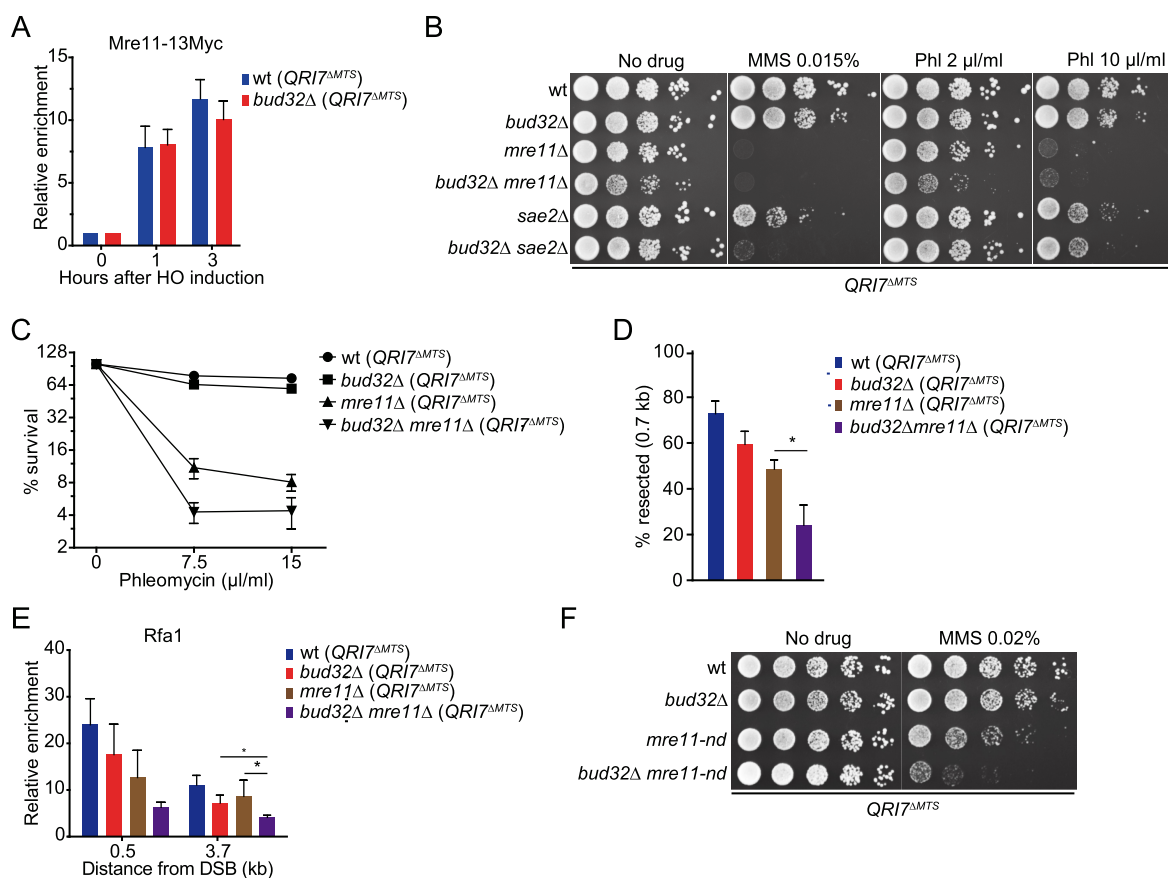 A
Mre11-13Myc
wt (QRI7ΔMTS)
bud32Δ (QRI7ΔMTS)
Relative enrichment
15
10
5
0
0 1 3
Hours after HO induction
B
No drug MMS 0.015% Phl 2 µl/ml Phl 10 µl/ml
wt
bud32Δ
mre11Δ
bud32Δ mre11Δ
sae2Δ
bud32Δ sae2Δ
QRI7ΔMTS
C
wt (QRI7ΔMTS)
bud32Δ (QRI7ΔMTS)
mre11Δ (QRI7ΔMTS)
bud32Δ mre11Δ (QRI7ΔMTS)
% survival
128
64
32
16
8
4
2
0 7.5 15
Phleomycin (µl/ml)
D
wt (QRI7ΔMTS)
bud32Δ (QRI7ΔMTS)
mre11Δ (QRI7ΔMTS)
bud32Δmre11Δ (QRI7ΔMTS)
% resected (0.7 kb)
100
80
60
40
20
0
*
E
Rfa1
wt (QRI7ΔMTS)
bud32Δ (QRI7ΔMTS)
mre11Δ (QRI7ΔMTS)
bud32Δ mre11Δ (QRI7ΔMTS)
Relative enrichment
40
30
20
10
0
*
*
0.5 3.7
Distance from DSB (kb)
F
No drug MMS 0.02%
wt
bud32Δ
mre11-nd
bud32Δ mre11-nd
QRI7ΔMTS